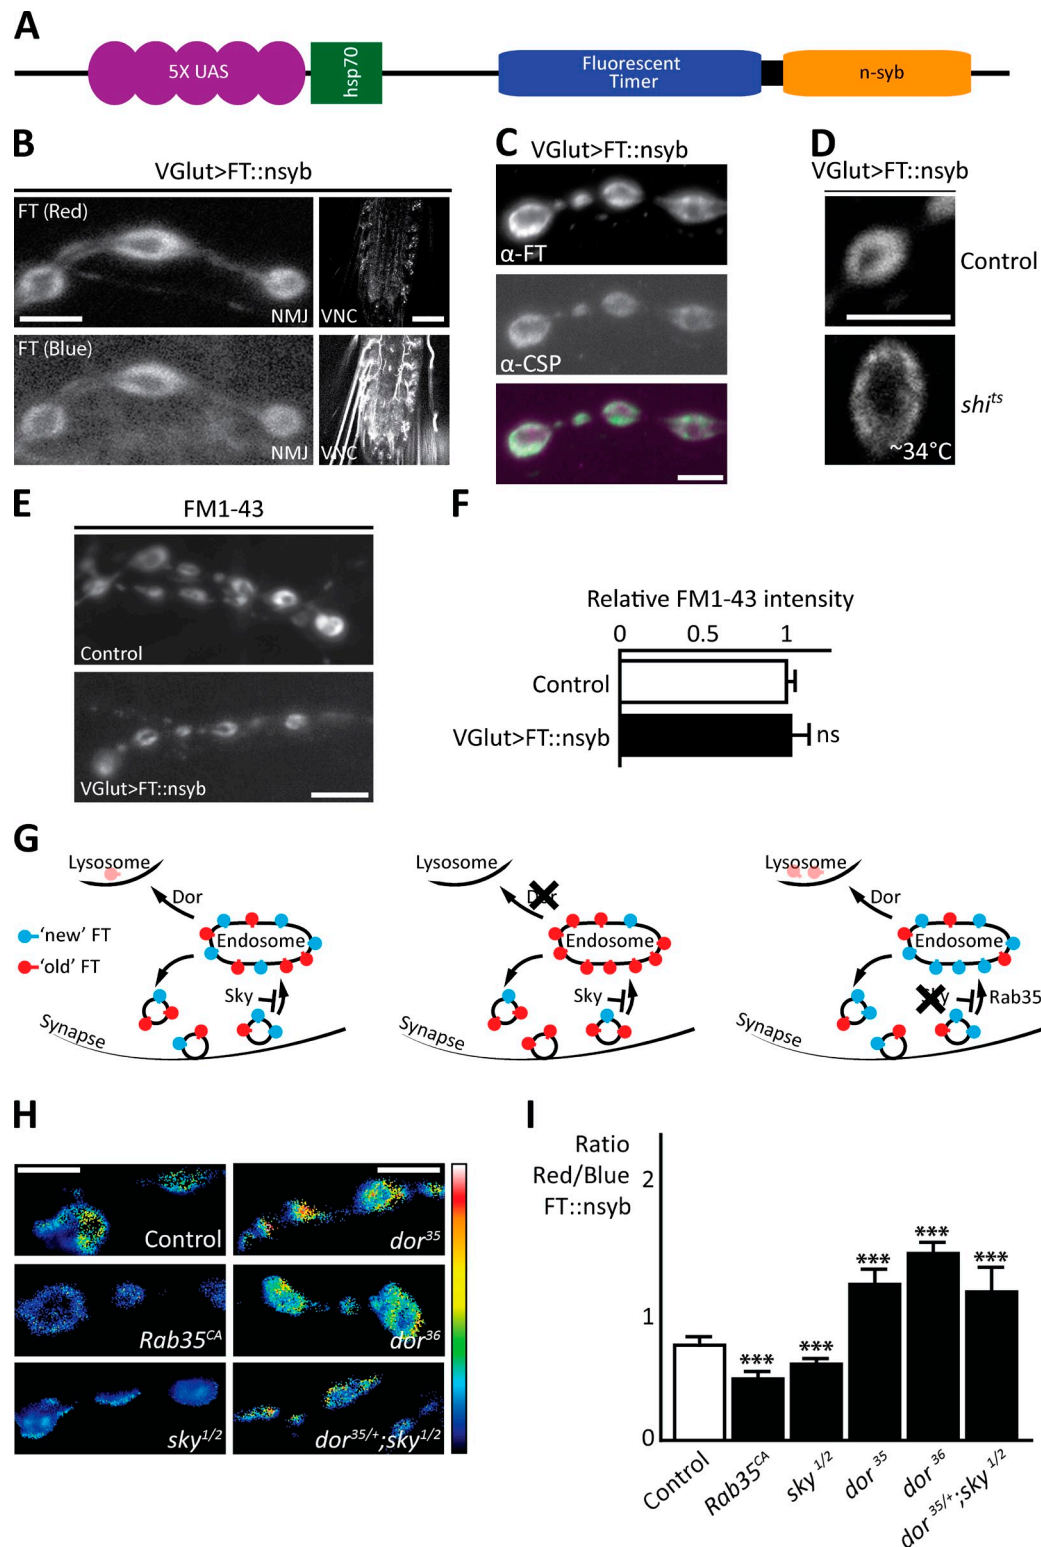 A
5X UAS
hsp70
Fluorescent
Timer
n-syb
B
VGlut>FT::nsyb
FT (Red)
NMJ
VNC
FT (Blue)
NMJ
VNC
C
VGlut>FT::nsyb
α-FT
α-CSP
D
VGlut>FT::nsyb
Control
shi^ts
~34°C
E
FM1-43
Control
VGlut>FT::nsyb
F
Relative FM1-43 intensity
0 0.5 1
Control
VGlut>FT::nsyb
ns
G
Lysosome
Dor
'new' FT
'old' FT
Endosome
Sky
Synapse
Lysosome
Dor
Endosome
Sky
Synapse
Lysosome
Dor
Endosome
Sky
Rab35
Synapse
H
Control
dor^35
Rab35^CA
dor^36
sky^1/2
dor^35/+;sky^1/2
I
Ratio
Red/Blue
FT::nsyb
2
1
0
***
***
***
***
***
Control
Rab35^CA
sky^1/2
dor^35
dor^36
dor^35/+;sky^1/2